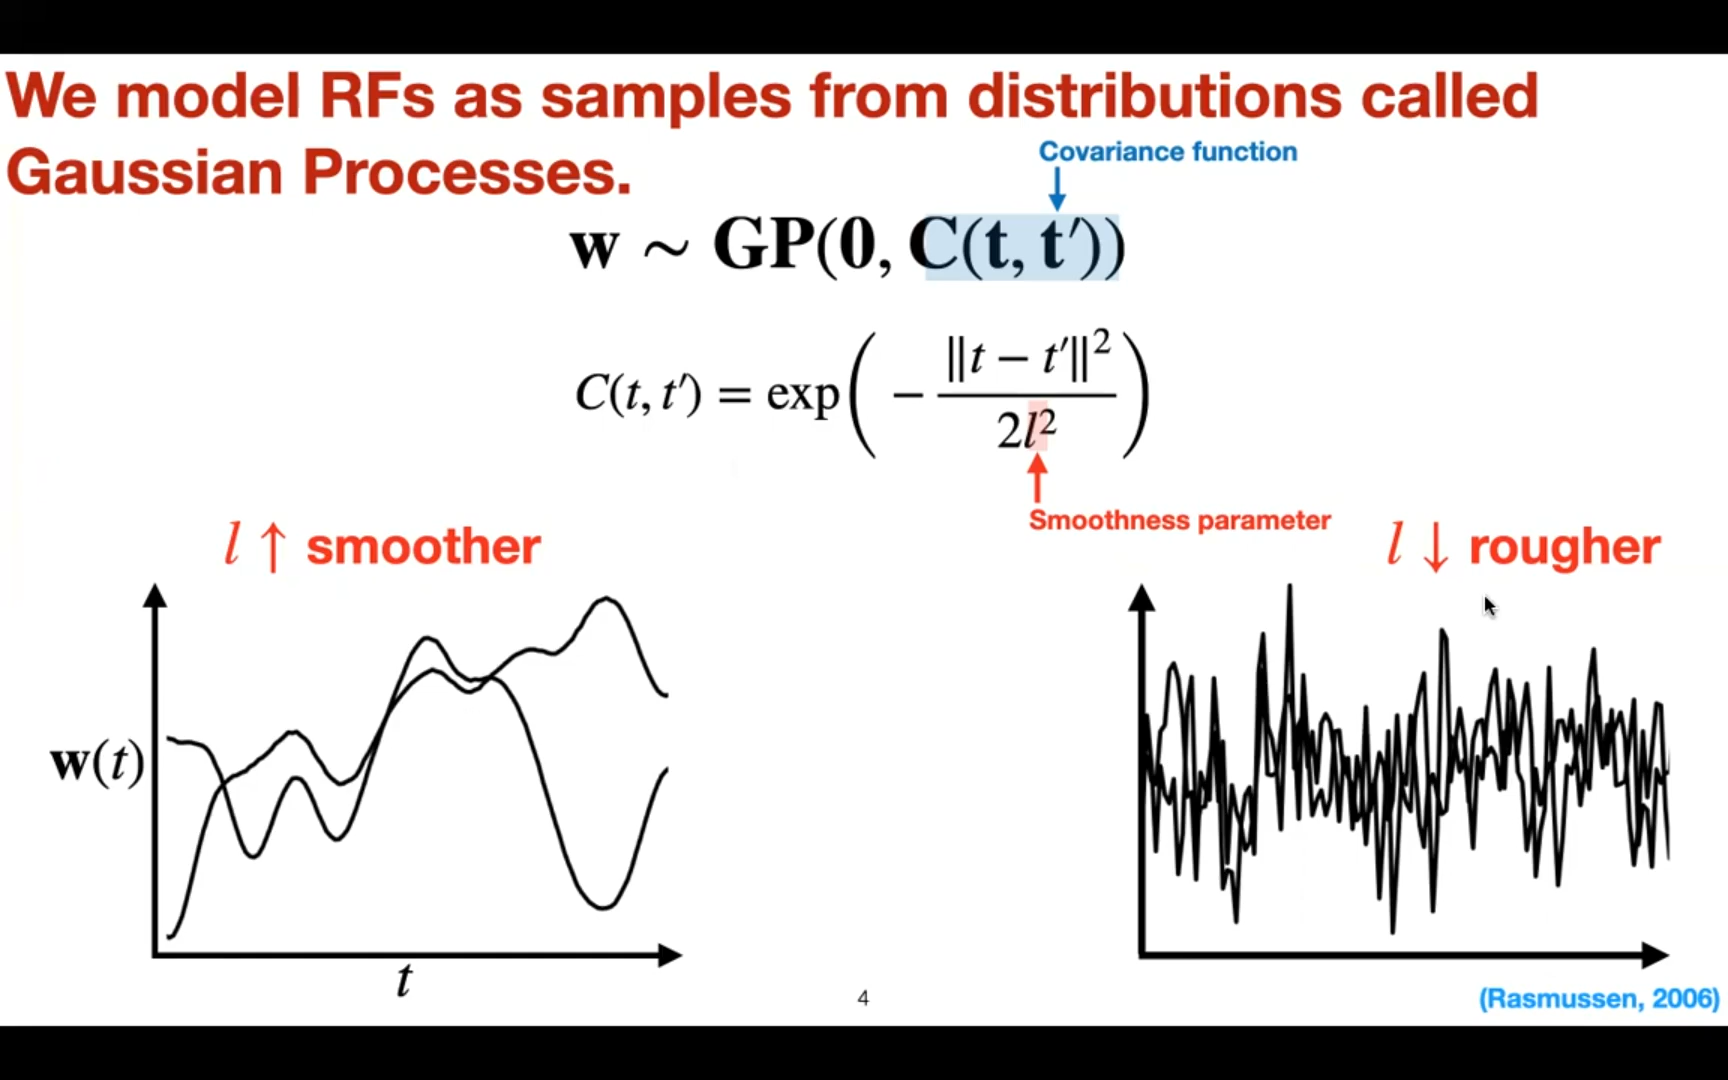 We model RFs as samples from distributions called
Gaussian Processes.
Covariance function
w ~ GP(0, C(t, t′))
C(t, t′) = exp( − ‖t − t′‖² / 2l² )
Smoothness parameter
l ↑ smoother
l ↓ rougher
w(t)
t
4
(Rasmussen, 2006)